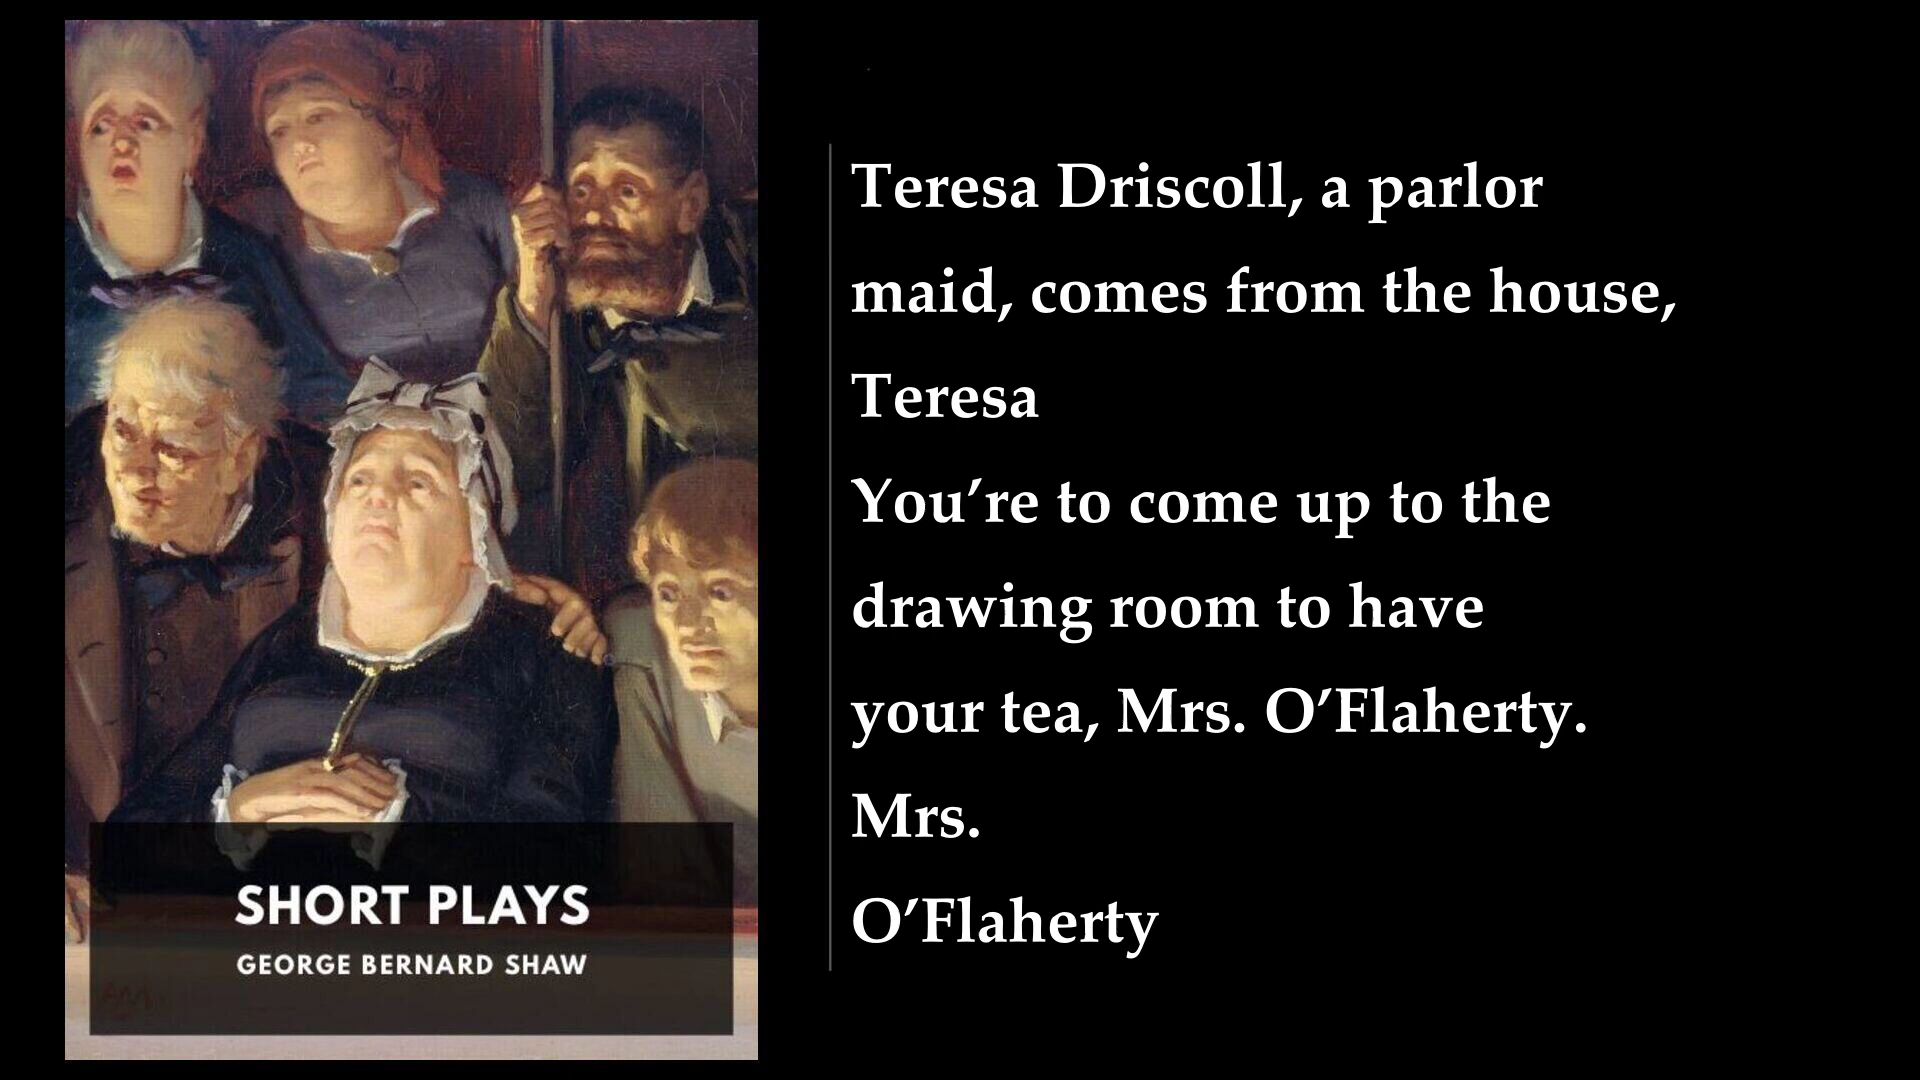 SHORT PLAYS
GEORGE BERNARD SHAW
Teresa Driscoll, a parlor
maid, comes from the house,
Teresa
You’re to come up to the
drawing room to have
your tea, Mrs. O’Flaherty.
Mrs.
O’Flaherty